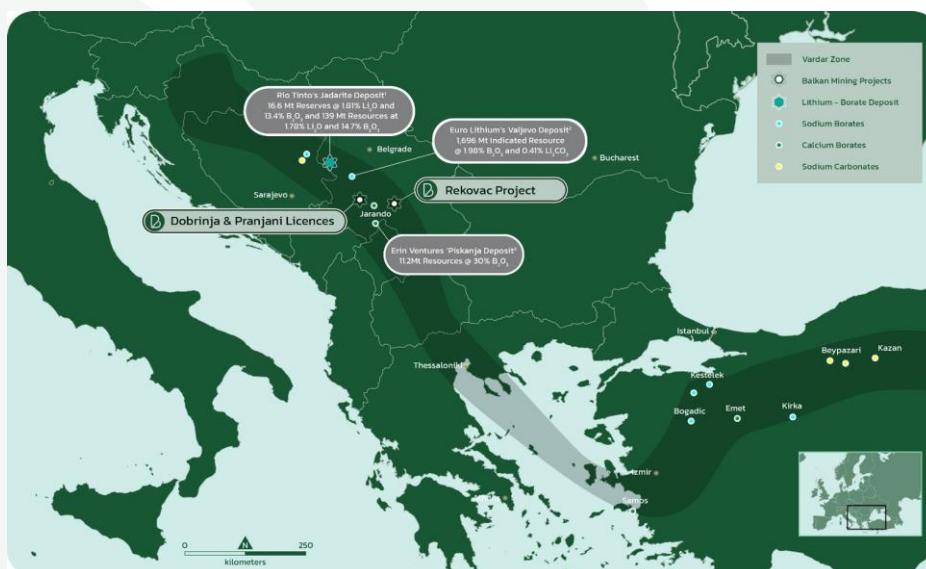 Rio Tinto's Jadarite Deposit¹
16.6 Mt Reserves @ 1.81% Li₂O and
13.4% B₂O₃ and 139 Mt Resources at
1.78% Li₂O and 14.7% B₂O₃
Euro Lithium's Valjevo Deposit²
1,696 Mt Indicated Resource
@ 1.98% B₂O₃ and 0.41% Li₂CO₃
Belgrade
Bucharest
Sarajevo
Rekovac Project
Dobrinja & Pranjani Licences
Jarando
Erin Ventures 'Piskanja Deposit³
11.2Mt Resources @ 30% B₂O₃
Vardar Zone
Balkan Mining Projects
Lithium - Borate Deposit
Sodium Borates
Calcium Borates
Sodium Carbonates
Istanbul
Thessaloniki
Beypazari
Kazan
Kestelek
Bogadic
Emet
Kirka
Izmir
Samos
0
N
250
kilometers